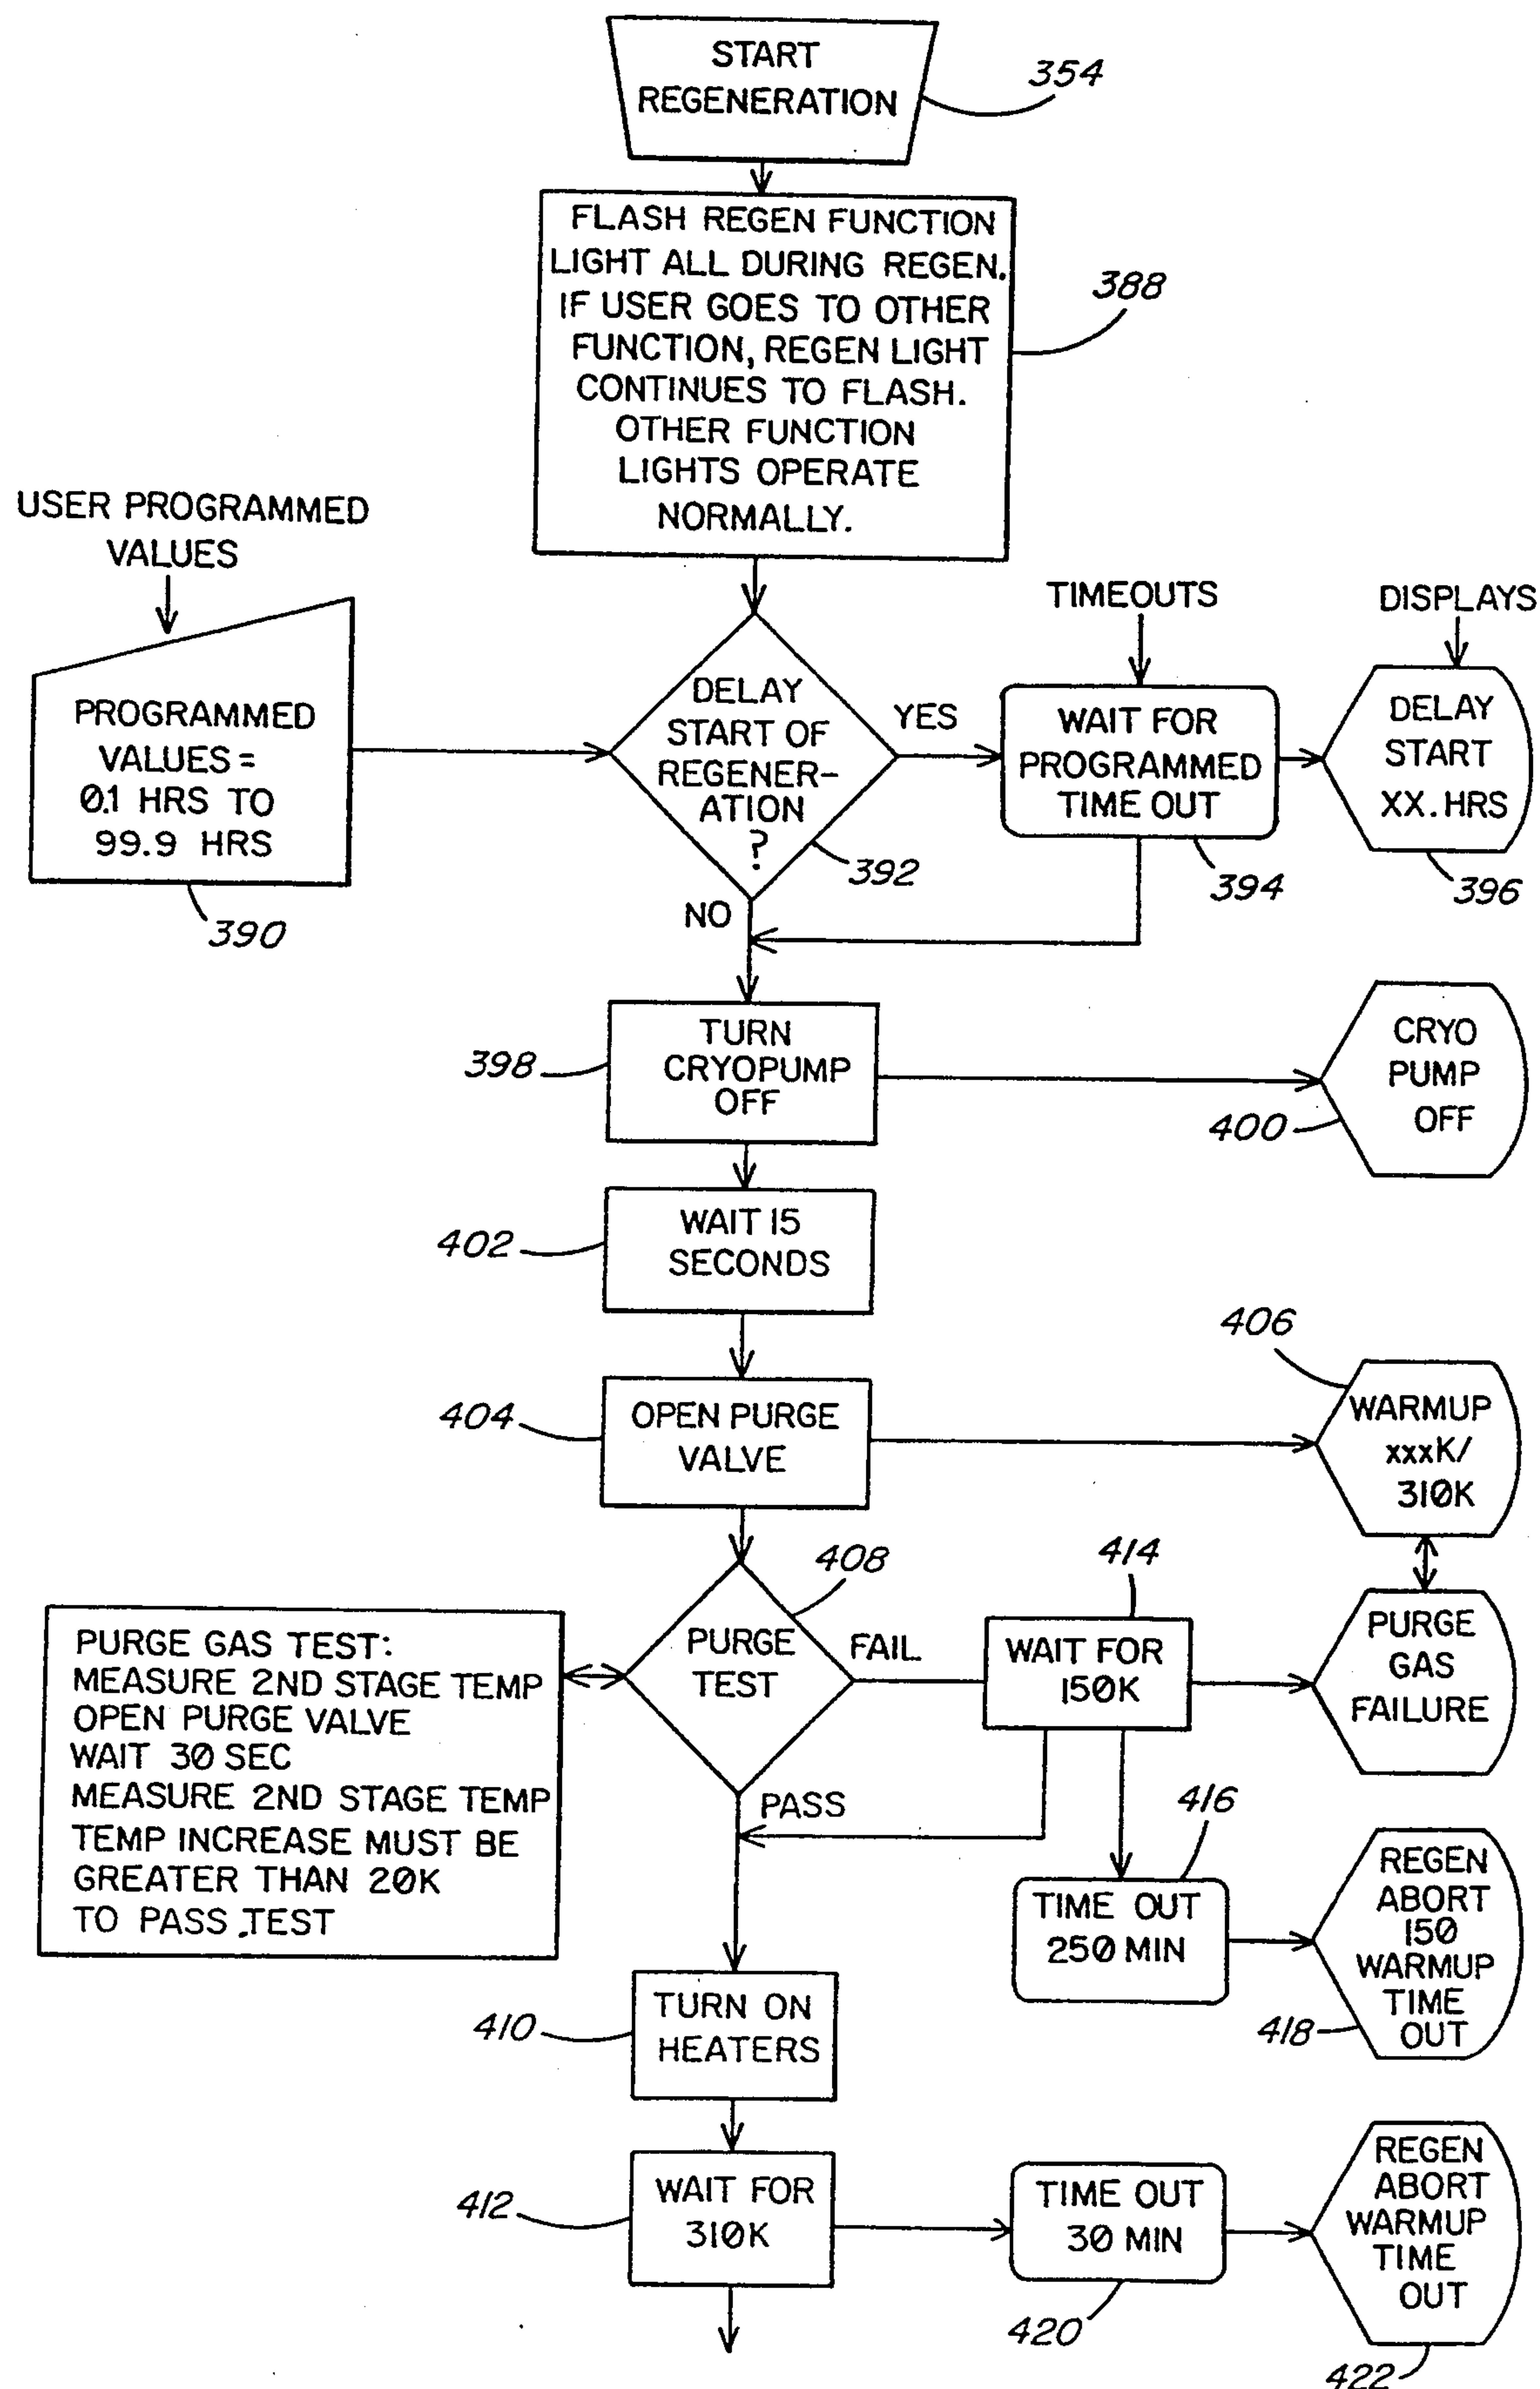 START
REGENERATION
354
FLASH REGEN FUNCTION
LIGHT ALL DURING REGEN.
IF USER GOES TO OTHER
FUNCTION, REGEN LIGHT
CONTINUES TO FLASH.
OTHER FUNCTION
LIGHTS OPERATE
NORMALLY.
388
USER PROGRAMMED
VALUES
PROGRAMMED
VALUES =
0.1 HRS TO
99.9 HRS
390
DELAY
START OF
REGENER-
ATION
?
392
YES
NO
TIMEOUTS
WAIT FOR
PROGRAMMED
TIME OUT
394
DISPLAYS
DELAY
START
XX. HRS
396
TURN
CRYOPUMP
OFF
398
CRYO
PUMP
OFF
400
WAIT 15
SECONDS
402
OPEN PURGE
VALVE
404
406
WARMUP
xxxK/
310K
PURGE
TEST
408
FAIL
PASS
PURGE GAS TEST:
MEASURE 2ND STAGE TEMP
OPEN PURGE VALVE
WAIT 30 SEC
MEASURE 2ND STAGE TEMP
TEMP INCREASE MUST BE
GREATER THAN 20K
TO PASS TEST
414
WAIT FOR
150K
PURGE
GAS
FAILURE
416
TIME OUT
250 MIN
REGEN
ABORT
150
WARMUP
TIME
OUT
418
TURN ON
HEATERS
410
WAIT FOR
310K
412
TIME OUT
30 MIN
420
REGEN
ABORT
WARMUP
TIME
OUT
422